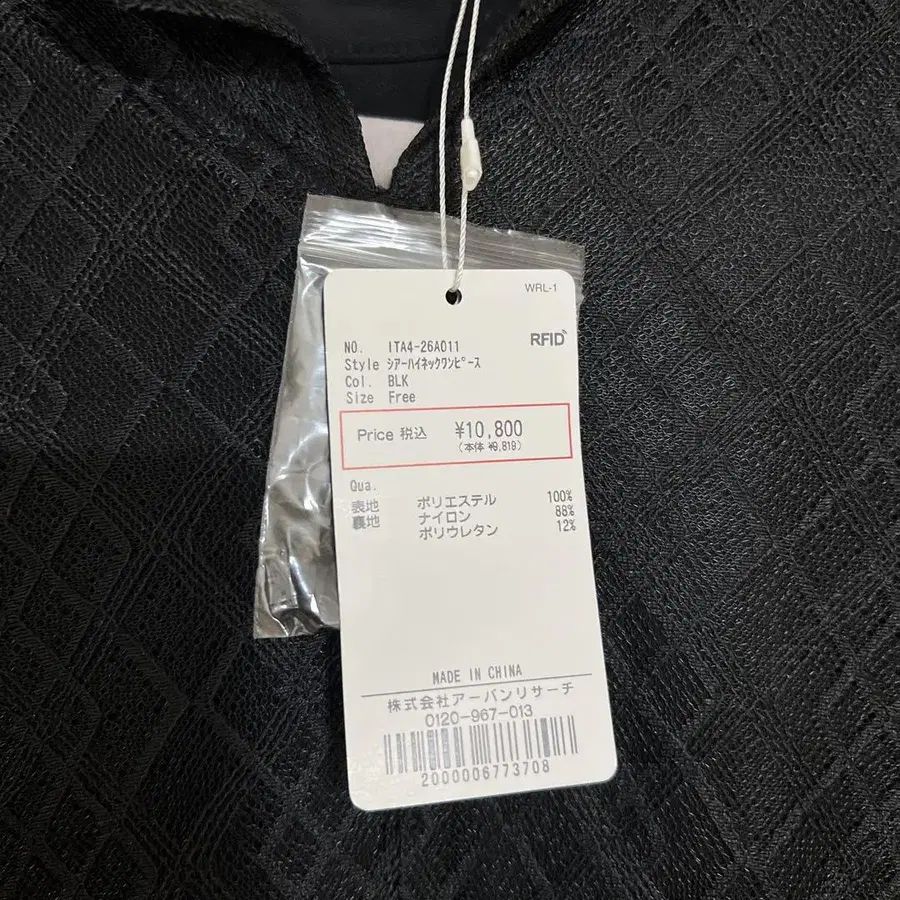 WRL-1
RFID
NO. ITA4-26A011
Style ｼｱｰﾊｲﾈｯｸﾜﾝﾋﾟｰｽ
Col. BLK
Size Free
Price 税込 ¥10,800
(本体 ¥9,819)
Qua.
表地 ポリエステル 100%
裏地 ナイロン 88%
ポリウレタン 12%
MADE IN CHINA
株式会社アーバンリサーチ
0120-967-013
2000006773708